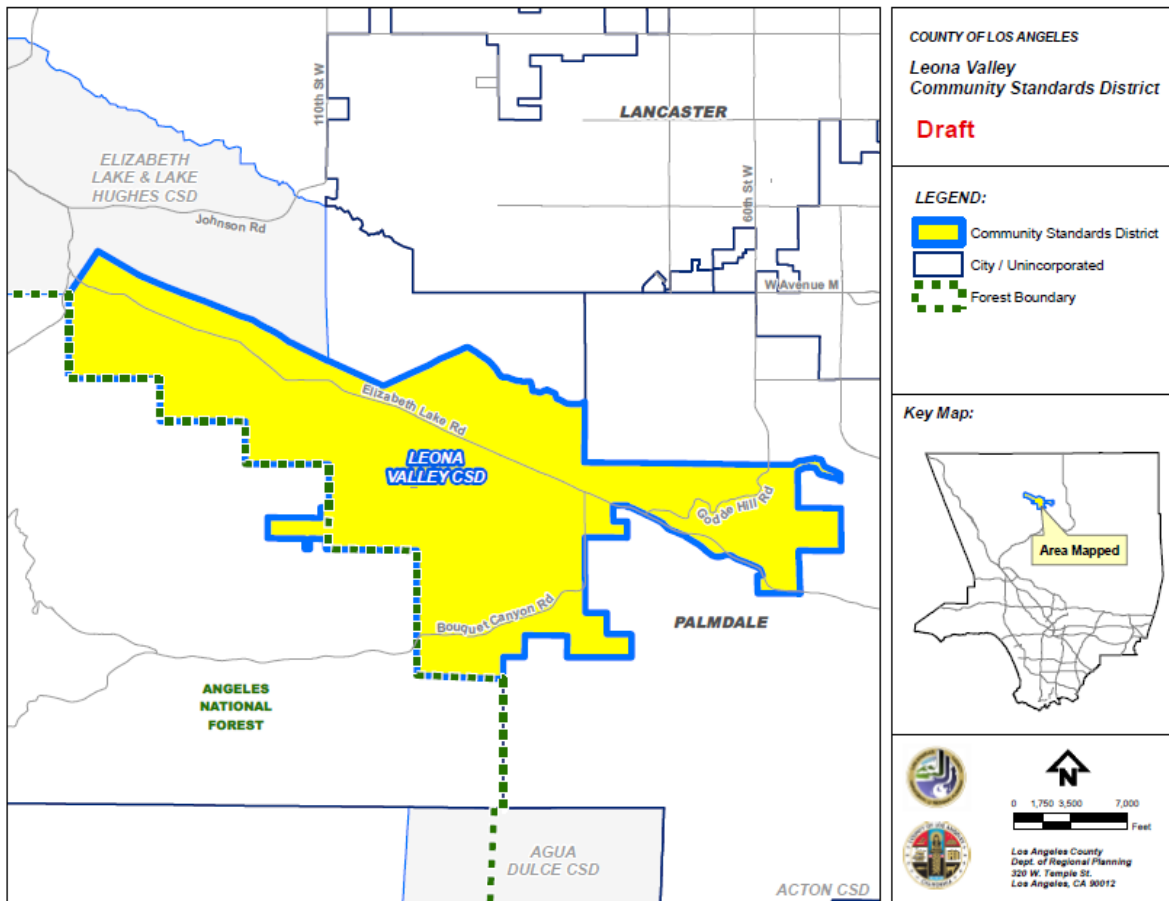 110th St W
LANCASTER
ELIZABETH
LAKE & LAKE
HUGHES CSD
Johnson Rd
60th St W
W Avenue M
Elizabeth Lake Rd
LEONA
VALLEY CSD
Godde Hill Rd
Bouquet Canyon Rd
PALMDALE
ANGELES
NATIONAL
FOREST
AGUA
DULCE CSD
ACTON CSD
COUNTY OF LOS ANGELES
Leona Valley
Community Standards District
Draft
LEGEND:
Community Standards District
City / Unincorporated
Forest Boundary
Key Map:
Area Mapped
N
0 1,750 3,500 7,000
Feet
Los Angeles County
Dept. of Regional Planning
320 W. Temple St.
Los Angeles, CA 90012